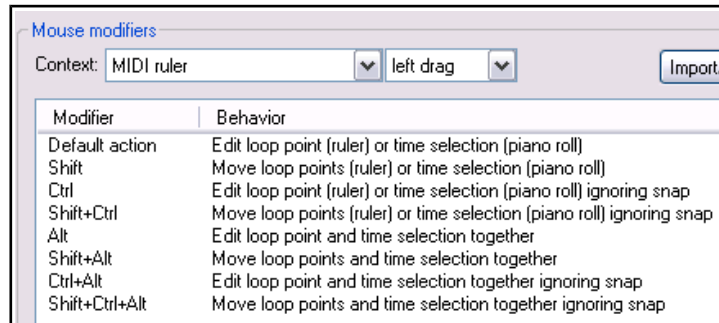 Mouse modifiers
Context: MIDI ruler left drag Import
Modifier Behavior
Default action Edit loop point (ruler) or time selection (piano roll)
Shift Move loop points (ruler) or time selection (piano roll)
Ctrl Edit loop point (ruler) or time selection (piano roll) ignoring snap
Shift+Ctrl Move loop points (ruler) or time selection (piano roll) ignoring snap
Alt Edit loop point and time selection together
Shift+Alt Move loop points and time selection together
Ctrl+Alt Edit loop point and time selection together ignoring snap
Shift+Ctrl+Alt Move loop points and time selection together ignoring snap